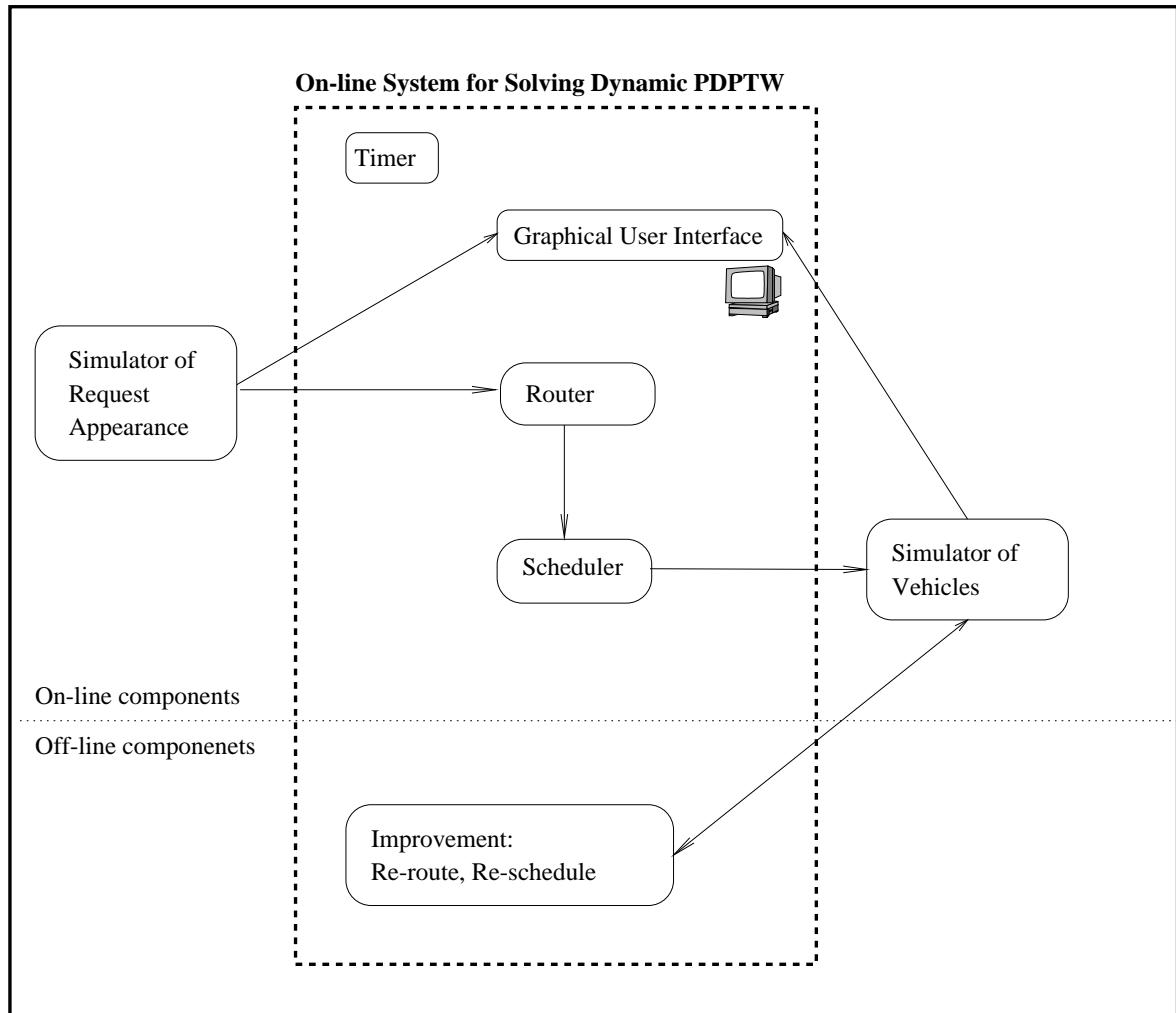 On-line System for Solving Dynamic PDPTW
Timer
Graphical User Interface
Simulator of
Request
Appearance
Router
Scheduler
Simulator of
Vehicles
On-line components
Off-line componenets
Improvement:
Re-route, Re-schedule